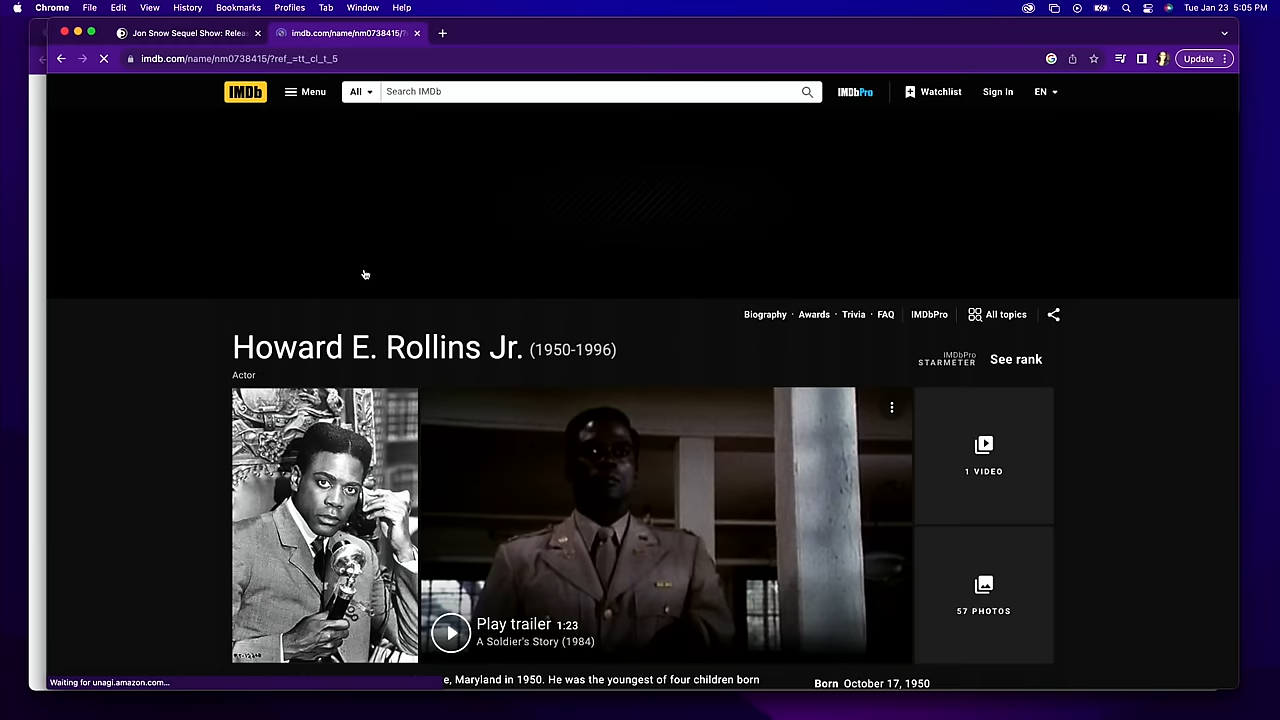 Chrome File Edit View History Bookmarks Profiles Tab Window Help Tue Jan 23 5:05 PM
Jon Snow Sequel Show: Relea imdb.com/name/nm0738415/?
imdb.com/name/nm0738415/?ref_=tt_cl_t_5 Update
IMDb Menu All Search IMDb IMDbPro Watchlist Sign In EN
Biography · Awards · Trivia · FAQ IMDbPro All topics
Howard E. Rollins Jr. (1950-1996)
IMDbPro
STARMETER See rank
Actor
1 VIDEO
57 PHOTOS
Play trailer 1:23
A Soldier's Story (1984)
e, Maryland in 1950. He was the youngest of four children born
Born October 17, 1950
Waiting for unagi.amazon.com...